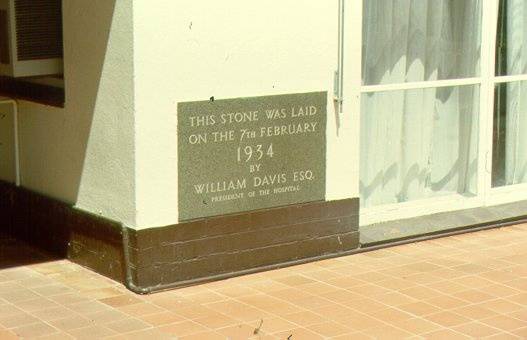 THIS STONE WAS LAID
ON THE 7TH FEBRUARY
1934
BY
WILLIAM DAVIS ESQ.
PRESIDENT OF THE HOSPITAL